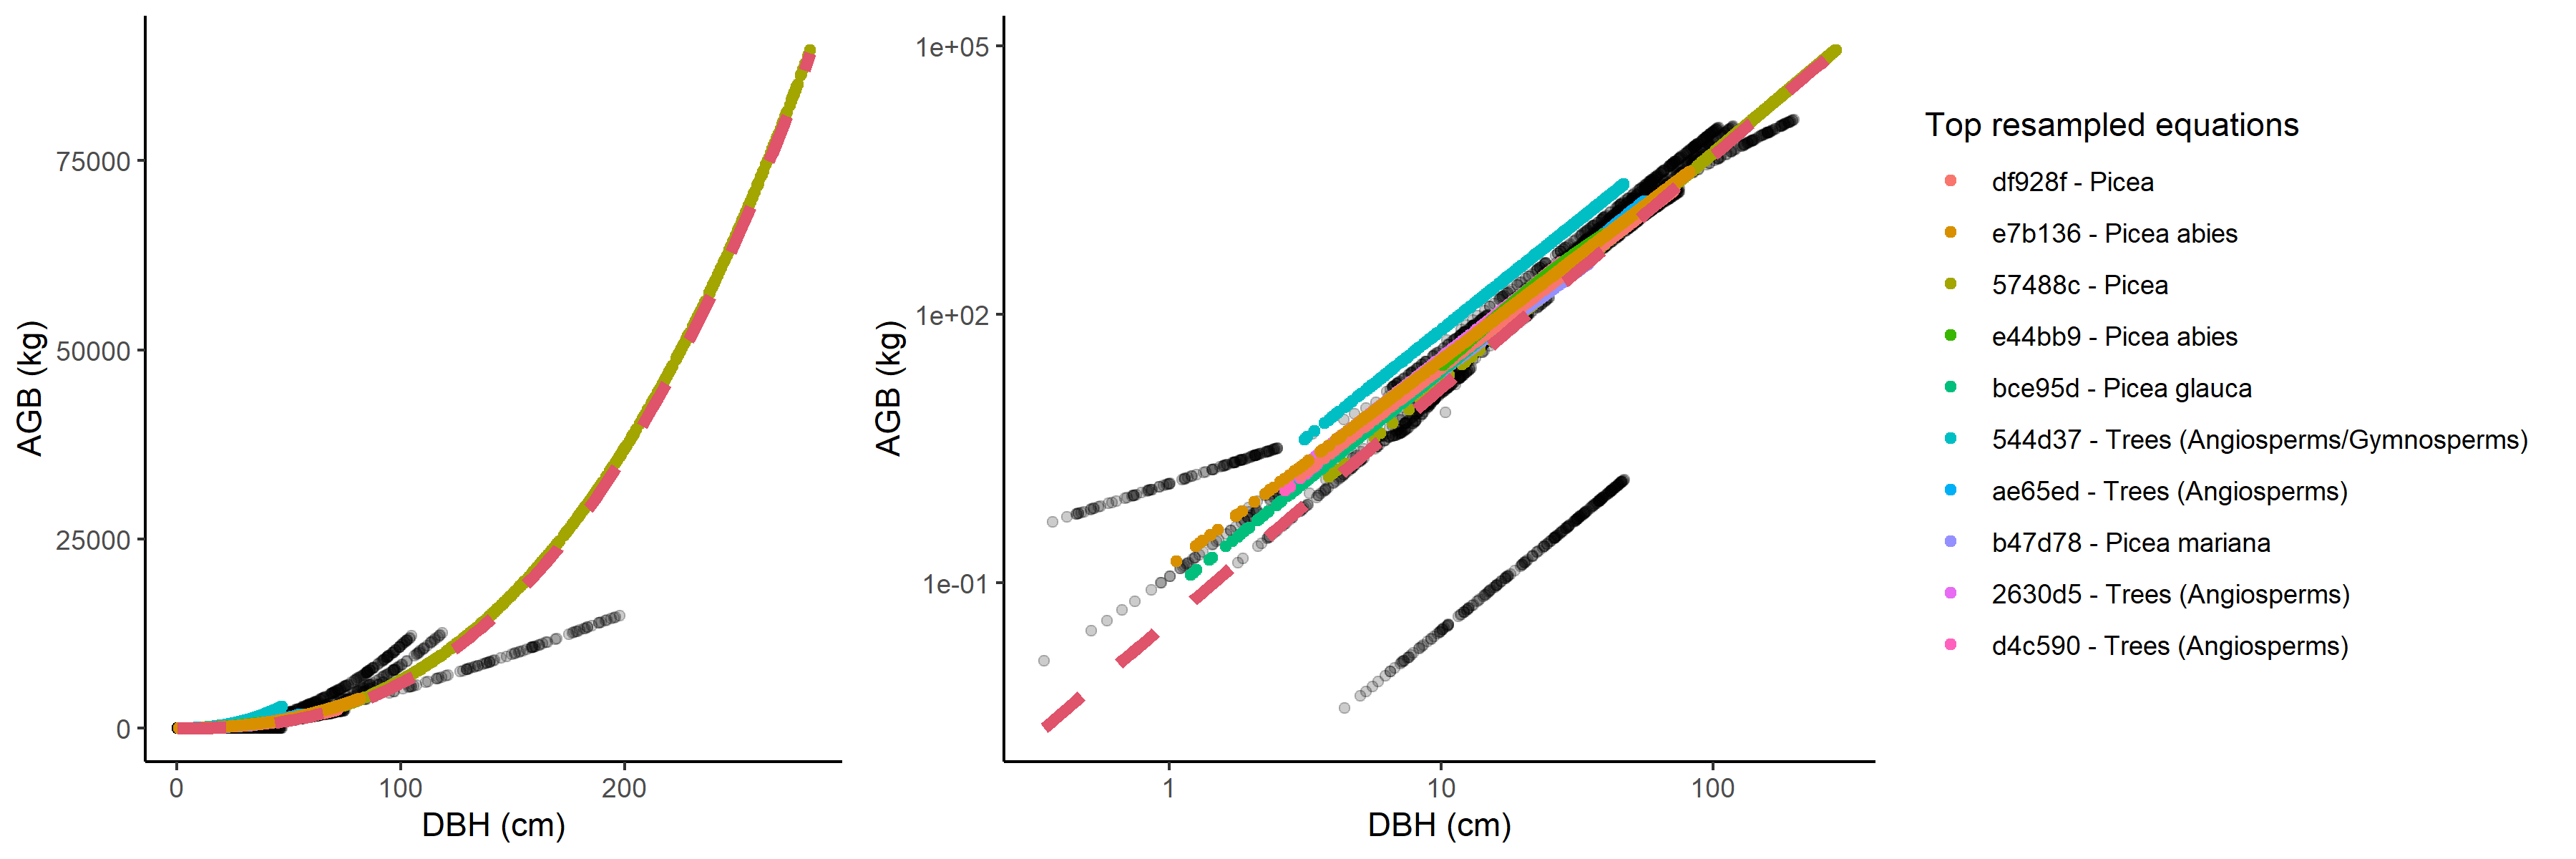 AGB (kg)
75000
50000
25000
0
0 100 200
DBH (cm)
AGB (kg)
1e+05
1e+02
1e-01
1 10 100
DBH (cm)
Top resampled equations
df928f - Picea
e7b136 - Picea abies
57488c - Picea
e44bb9 - Picea abies
bce95d - Picea glauca
544d37 - Trees (Angiosperms/Gymnosperms)
ae65ed - Trees (Angiosperms)
b47d78 - Picea mariana
2630d5 - Trees (Angiosperms)
d4c590 - Trees (Angiosperms)